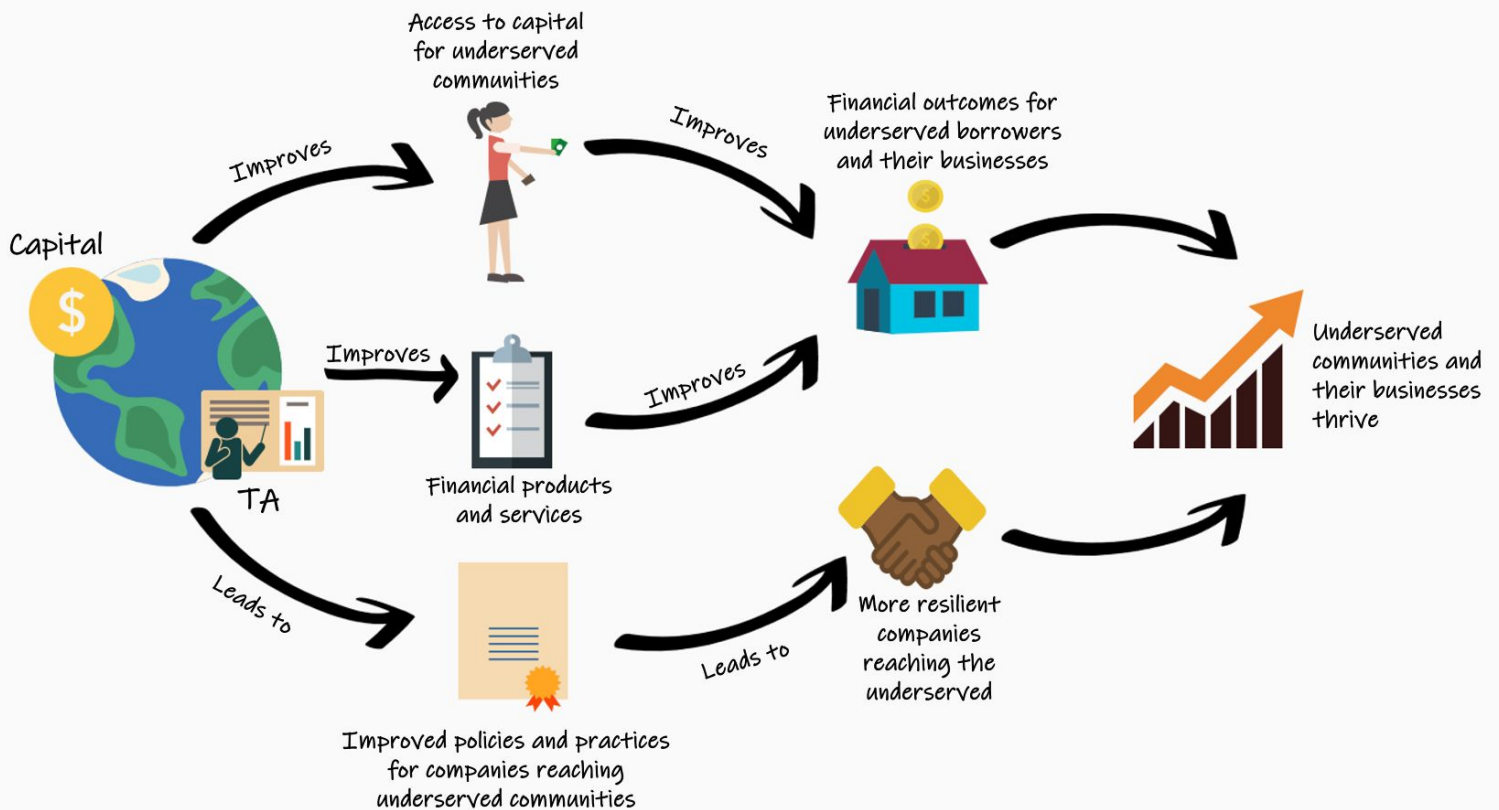 Access to capital
for underserved
communities
Improves
Improves
Financial outcomes for
underserved borrowers
and their businesses
Capital
$
TA
Improves
Financial products
and services
Improves
$
$
Underserved
communities and
their businesses
thrive
Leads to
Improved policies and practices
for companies reaching
underserved communities
Leads to
More resilient
companies
reaching the
underserved